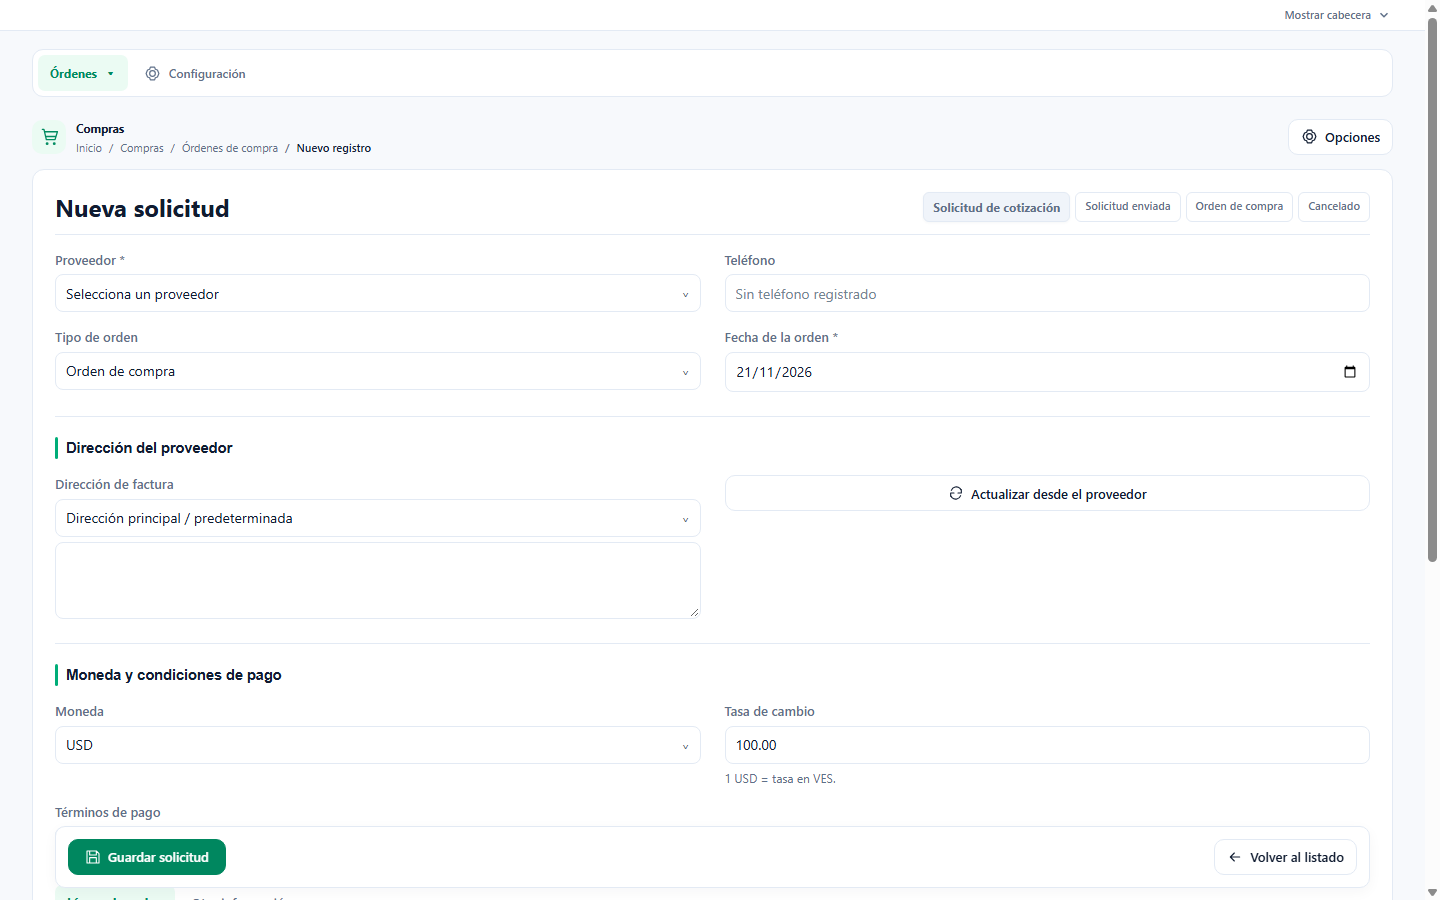 Mostrar cabecera
Órdenes
Configuración
Compras
Inicio / Compras / Órdenes de compra / Nuevo registro
Opciones
Nueva solicitud
Solicitud de cotización
Solicitud enviada
Orden de compra
Cancelado
Proveedor *
Teléfono
Selecciona un proveedor
Sin teléfono registrado
Tipo de orden
Fecha de la orden *
Orden de compra
21/11/2026
Dirección del proveedor
Dirección de factura
Actualizar desde el proveedor
Dirección principal / predeterminada
Moneda y condiciones de pago
Moneda
Tasa de cambio
USD
100.00
1 USD = tasa en VES.
Términos de pago
Guardar solicitud
Volver al listado